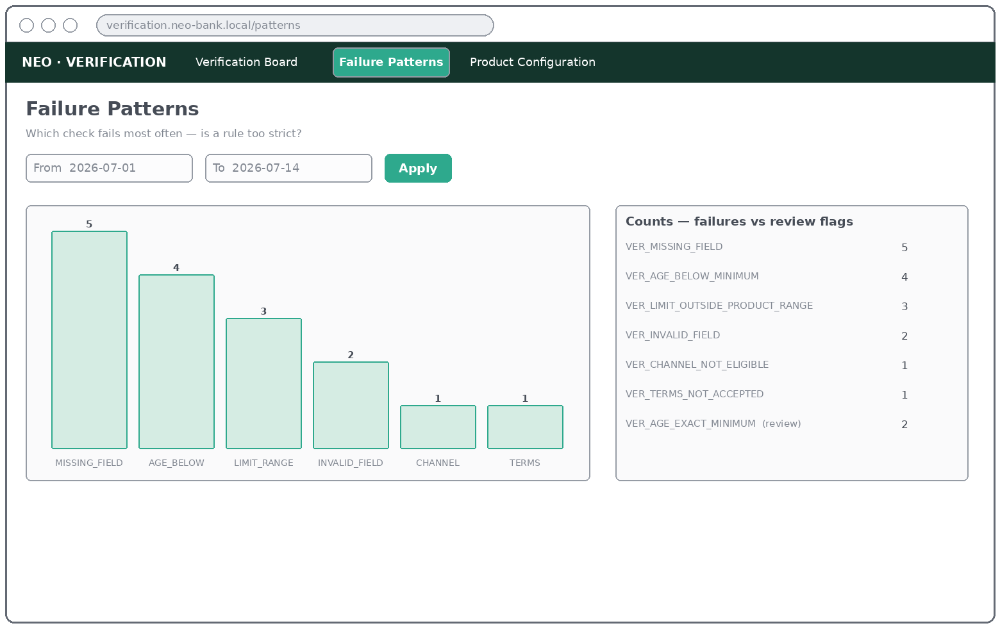 verification.neo-bank.local/patterns
NEO · VERIFICATION Verification Board Failure Patterns Product Configuration
Failure Patterns
Which check fails most often — is a rule too strict?
From 2026-07-01 To 2026-07-14 Apply
5
4
3
2
1
1
MISSING_FIELD AGE_BELOW LIMIT_RANGE INVALID_FIELD CHANNEL TERMS
Counts — failures vs review flags
VER_MISSING_FIELD 5
VER_AGE_BELOW_MINIMUM 4
VER_LIMIT_OUTSIDE_PRODUCT_RANGE 3
VER_INVALID_FIELD 2
VER_CHANNEL_NOT_ELIGIBLE 1
VER_TERMS_NOT_ACCEPTED 1
VER_AGE_EXACT_MINIMUM (review) 2